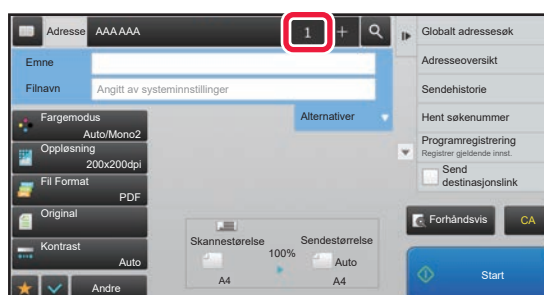 Adresse AAA AAA 1
Emne
Filnavn Angitt av systeminnstillinger
Alternativer
Fargemodus
Auto/Mono2
Oppløsning
200x200dpi
Fil Format
PDF
Original
Kontrast
Auto
Andre
Skannestørelse
100%
Sendestørrelse
Auto
A4
A4
Globalt adressesøk
Adresseoversikt
Sendehistorie
Hent søkenummer
Programregistrering
Registrer gjeldende innst.
Send
destinasjonslink
Forhåndsvis
CA
Start